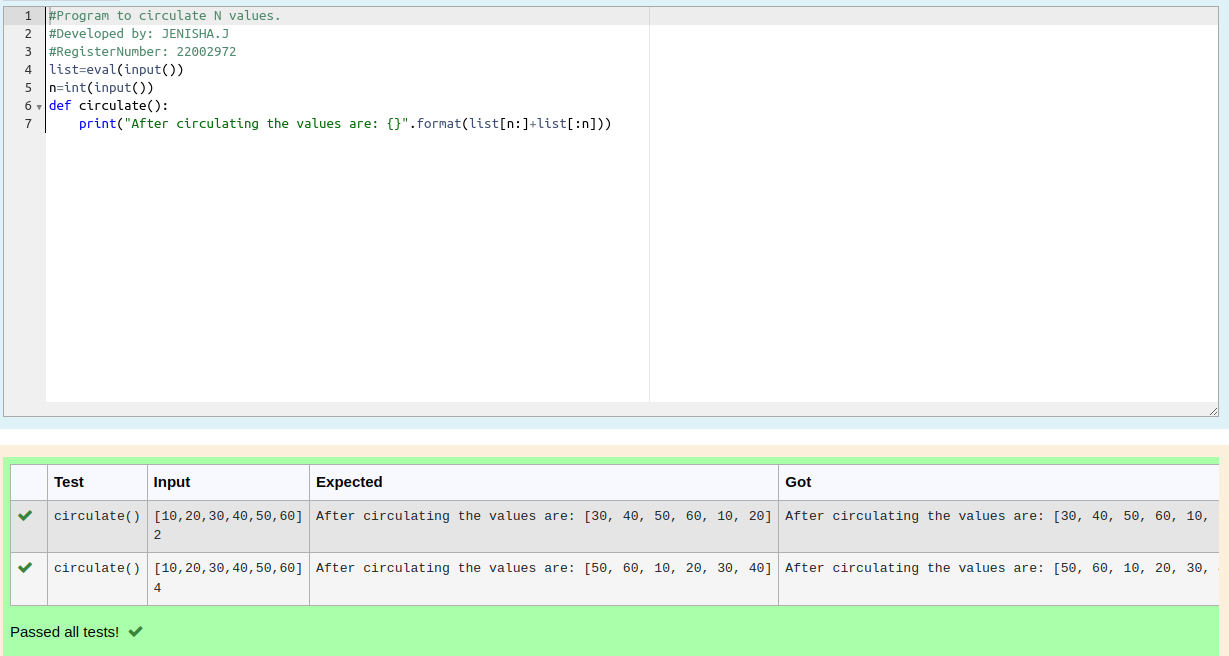 1 #Program to circulate N values.
2 #Developed by: JENISHA.J
3 #RegisterNumber: 22002972
4 list=eval(input())
5 n=int(input())
6 def circulate():
7     print("After circulating the values are: {}".format(list[n:]+list[:n]))
Test Input Expected Got
circulate() [10,20,30,40,50,60] After circulating the values are: [30, 40, 50, 60, 10, 20] After circulating the values are: [30, 40, 50, 60, 10,
2
circulate() [10,20,30,40,50,60] After circulating the values are: [50, 60, 10, 20, 30, 40] After circulating the values are: [50, 60, 10, 20, 30,
4
Passed all tests!